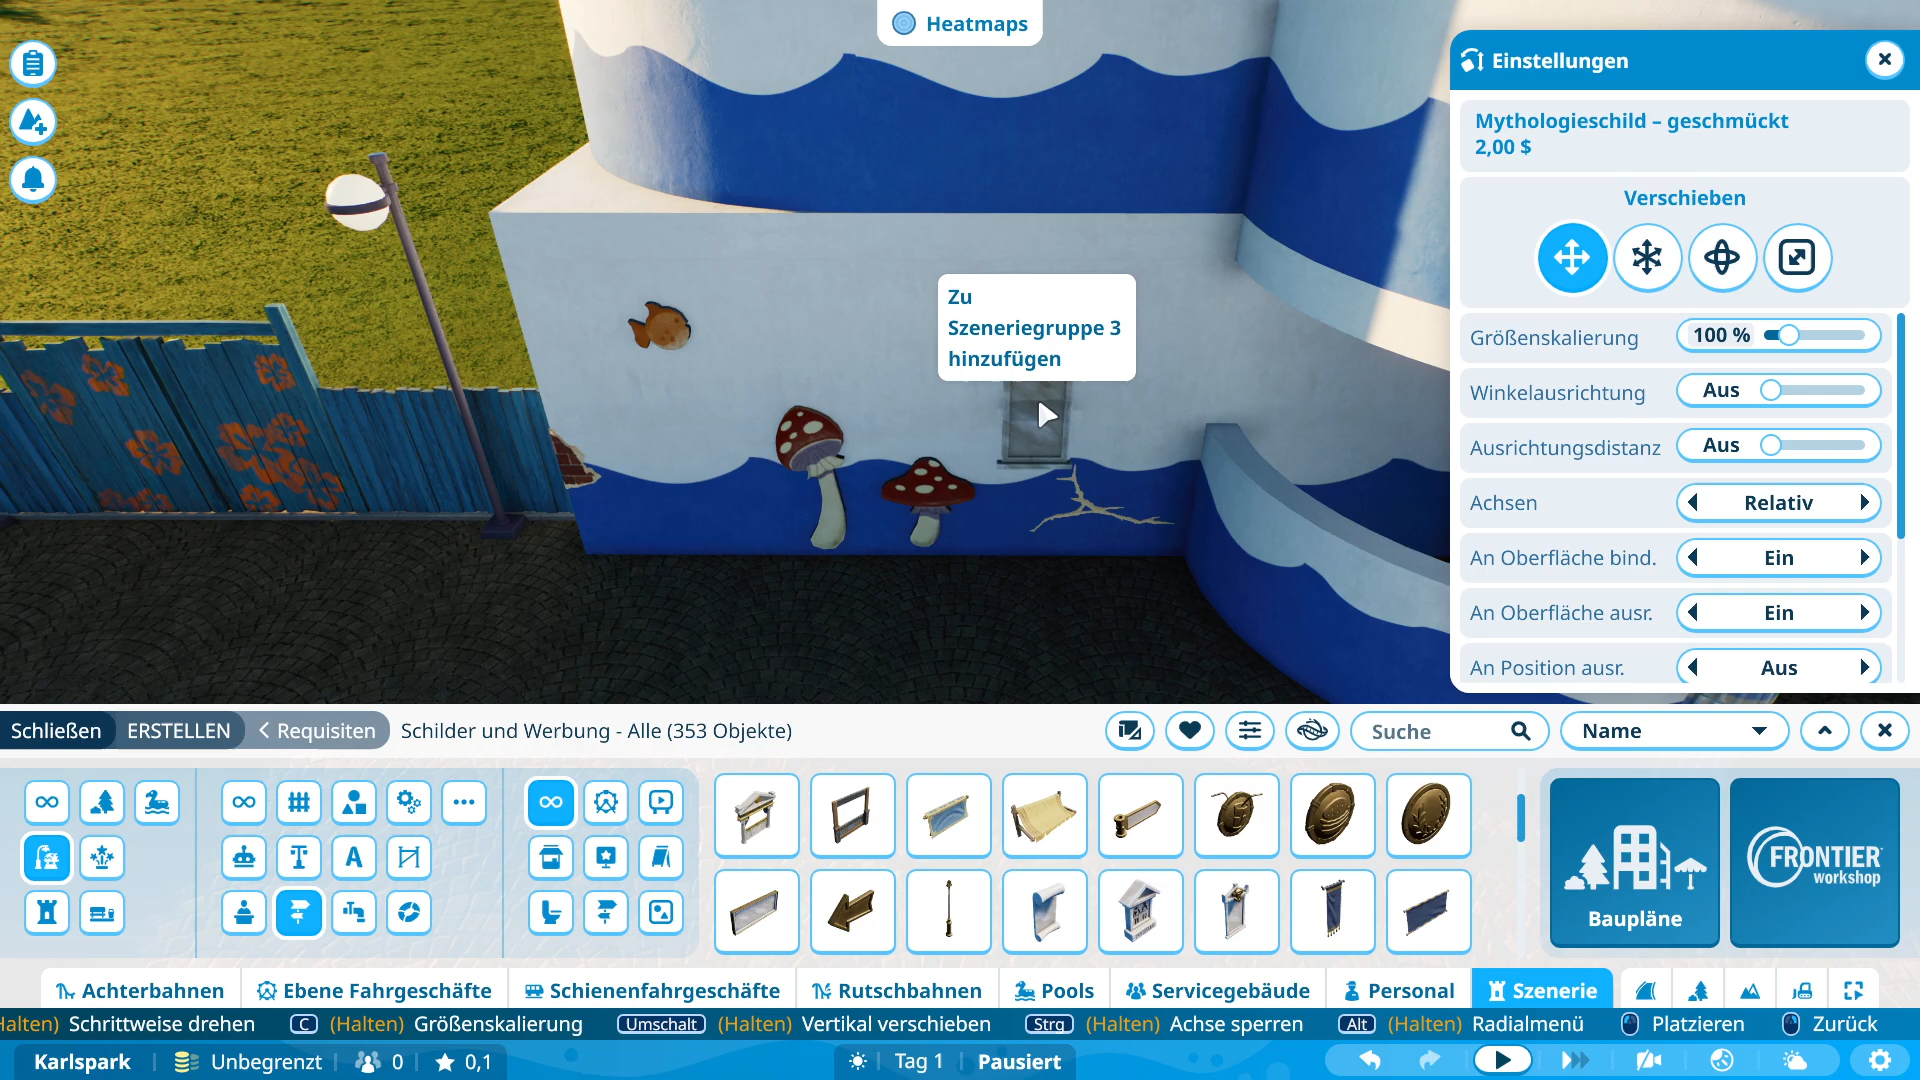 Heatmaps
Einstellungen
Mythologieschild – geschmückt
2,00 $
Verschieben
Größenskalierung 100 %
Winkelausrichtung Aus
Ausrichtungsdistanz Aus
Achsen Relativ
An Oberfläche bind. Ein
An Oberfläche ausr. Ein
An Position ausr. Aus
Zu
Szeneriegruppe 3
hinzufügen
Schließen ERSTELLEN Requisiten Schilder und Werbung - Alle (353 Objekte) Suche Name
Baupläne
FRONTIER
workshop
Achterbahnen Ebene Fahrgeschäfte Schienenfahrgeschäfte Rutschbahnen Pools Servicegebäude Personal Szenerie
Halten) Schrittweise drehen C (Halten) Größenskalierung Umschalt (Halten) Vertikal verschieben Strg (Halten) Achse sperren Alt (Halten) Radialmenü Platzieren Zurück
Karlspark Unbegrenzt 0 0,1 Tag 1 Pausiert